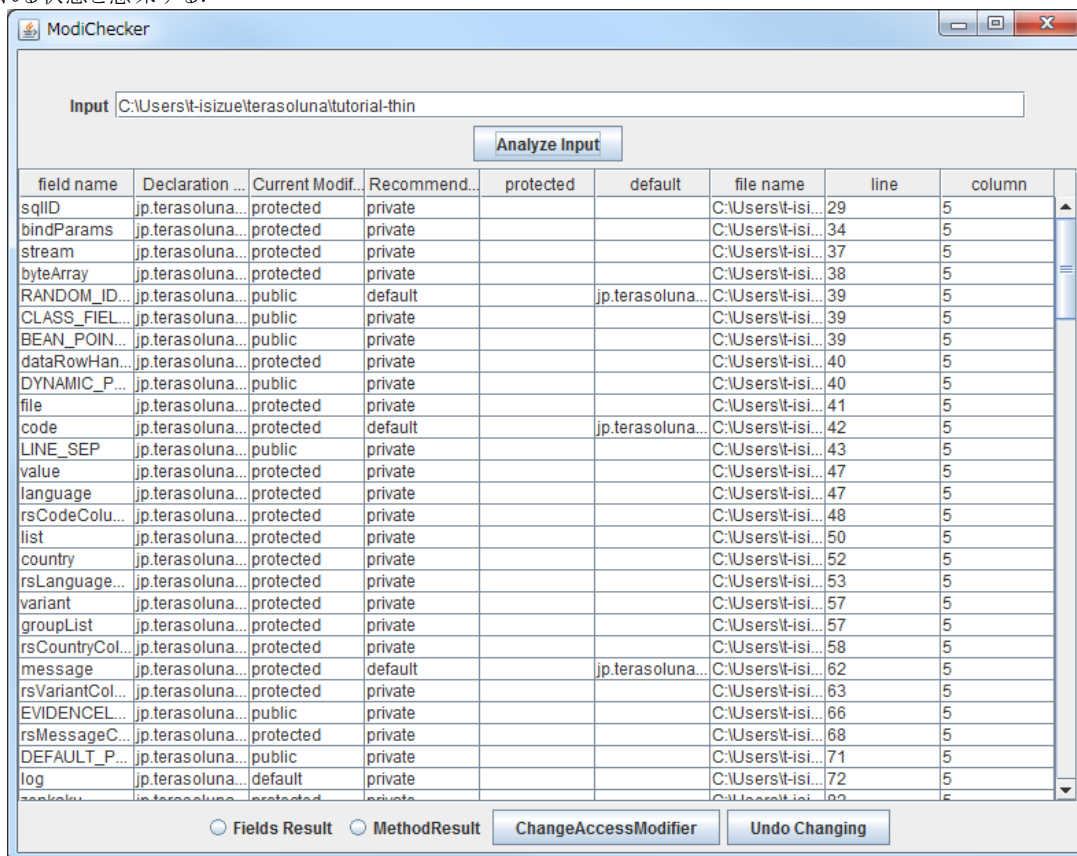 ModiChecker
Input C:\Users\t-isizue\terasoluna\tutorial-thin
Analyze Input
field name Declaration ... Current Modif... Recommend... protected default file name line column
sqlID jp.terasoluna... protected private C:\Users\t-isi... 29 5
bindParams jp.terasoluna... protected private C:\Users\t-isi... 34 5
stream jp.terasoluna... protected private C:\Users\t-isi... 37 5
byteArray jp.terasoluna... protected private C:\Users\t-isi... 38 5
RANDOM_ID... jp.terasoluna... public default jp.terasoluna... C:\Users\t-isi... 39 5
CLASS_FIEL... jp.terasoluna... public private C:\Users\t-isi... 39 5
BEAN_POIN... jp.terasoluna... public private C:\Users\t-isi... 39 5
dataRowHan... jp.terasoluna... protected private C:\Users\t-isi... 40 5
DYNAMIC_P... jp.terasoluna... public private C:\Users\t-isi... 40 5
file jp.terasoluna... protected private C:\Users\t-isi... 41 5
code jp.terasoluna... protected default jp.terasoluna... C:\Users\t-isi... 42 5
LINE_SEP jp.terasoluna... public private C:\Users\t-isi... 43 5
value jp.terasoluna... protected private C:\Users\t-isi... 47 5
language jp.terasoluna... protected private C:\Users\t-isi... 47 5
rsCodeColu... jp.terasoluna... protected private C:\Users\t-isi... 48 5
list jp.terasoluna... protected private C:\Users\t-isi... 50 5
country jp.terasoluna... protected private C:\Users\t-isi... 52 5
rsLanguage... jp.terasoluna... protected private C:\Users\t-isi... 53 5
variant jp.terasoluna... protected private C:\Users\t-isi... 57 5
groupList jp.terasoluna... protected private C:\Users\t-isi... 57 5
rsCountryCol... jp.terasoluna... protected private C:\Users\t-isi... 58 5
message jp.terasoluna... protected default jp.terasoluna... C:\Users\t-isi... 62 5
rsVariantCol... jp.terasoluna... protected private C:\Users\t-isi... 63 5
EVIDENCEL... jp.terasoluna... public private C:\Users\t-isi... 66 5
rsMessageC... jp.terasoluna... protected private C:\Users\t-isi... 68 5
DEFAULT_P... jp.terasoluna... public private C:\Users\t-isi... 71 5
log jp.terasoluna... default private C:\Users\t-isi... 72 5
Fields Result MethodResult ChangeAccessModifier Undo Changing